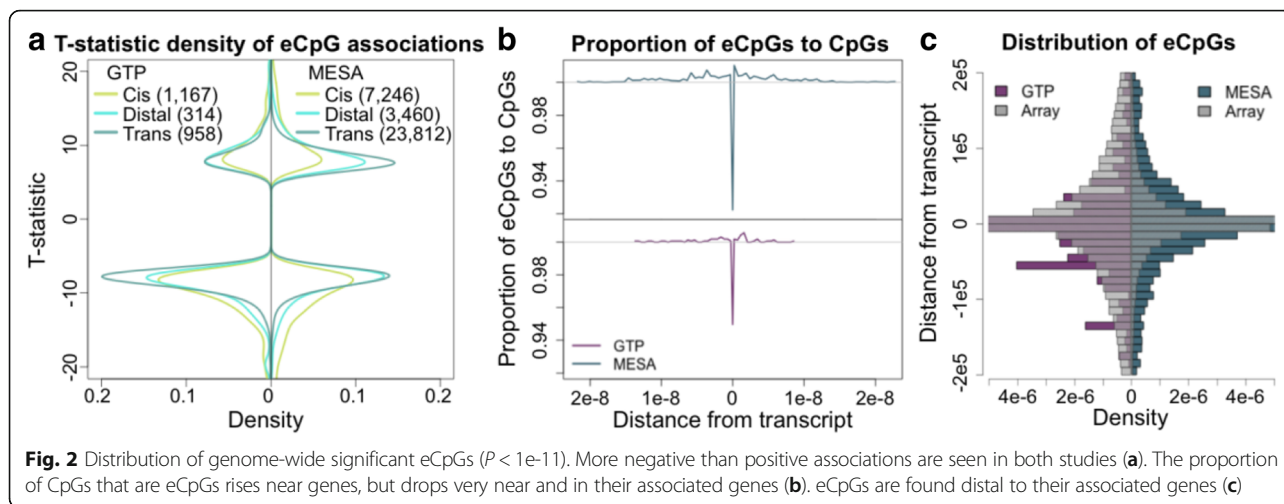 a T-statistic density of eCpG associations
GTP
Cis (1,167)
Distal (314)
Trans (958)
MESA
Cis (7,246)
Distal (3,460)
Trans (23,812)
T-statistic
20
10
0
-10
-20
0.2 0.1 0 0.1 0.2
Density
b Proportion of eCpGs to CpGs
Proportion of eCpGs to CpGs
0.98
0.94
0.98
0.94
GTP
MESA
2e-8 1e-8 0 1e-8 2e-8
Distance from transcript
c Distribution of eCpGs
GTP
Array
MESA
Array
Distance from transcript
2e5
1e5
0
-1e5
-2e5
4e-6 2e-6 0 2e-6 4e-6
Density
Fig. 2 Distribution of genome-wide significant eCpGs (P < 1e-11). More negative than positive associations are seen in both studies (a). The proportion
of CpGs that are eCpGs rises near genes, but drops very near and in their associated genes (b). eCpGs are found distal to their associated genes (c)